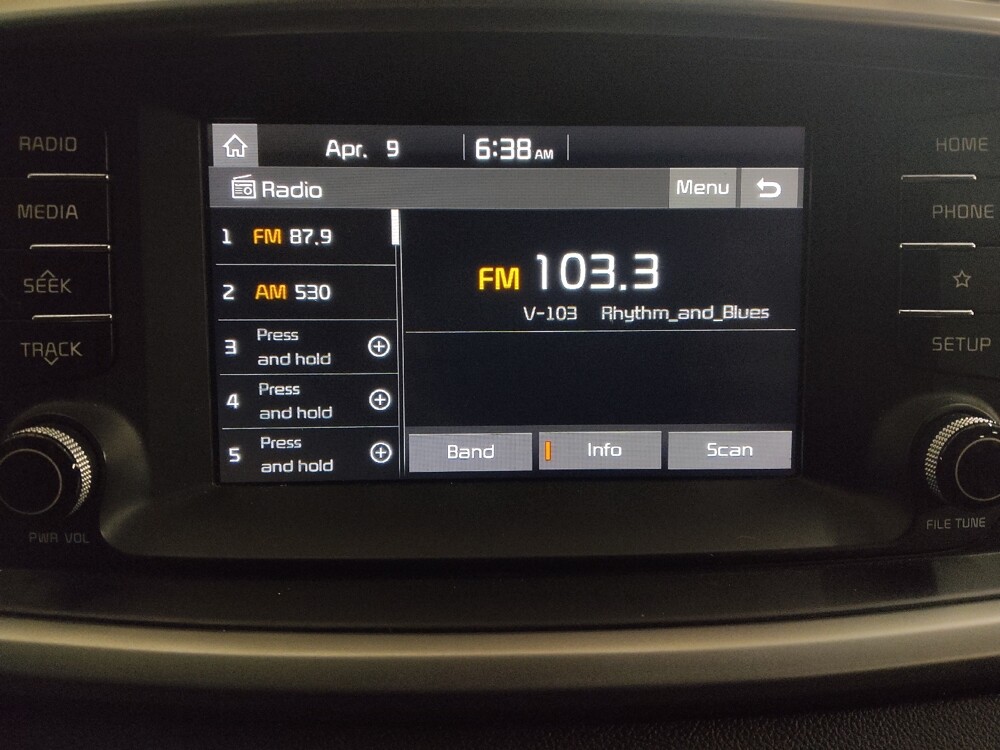 RADIO
MEDIA
SEEK
TRACK
PWR VOL
Apr. 9 6:38 AM
Radio Menu
1 FM 87.9
2 AM 530
3 Press
and hold
4 Press
and hold
5 Press
and hold
FM 103.3
V-103 Rhythm_and_Blues
Band Info Scan
HOME
PHONE
SETUP
FILE TUNE